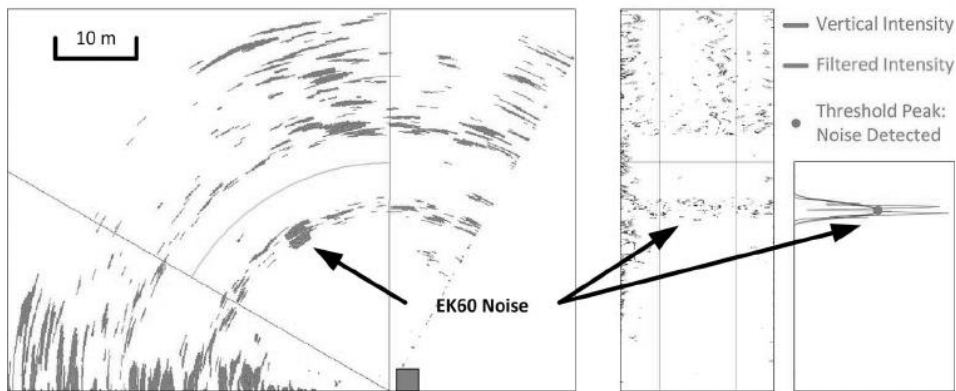 10 m
Vertical Intensity
Filtered Intensity
Threshold Peak:
Noise Detected
EK60 Noise